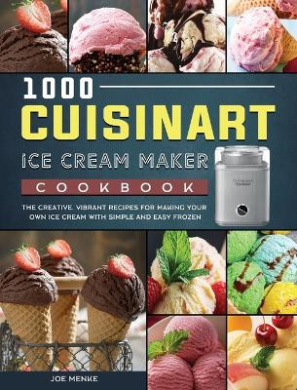 1000
CUISINART
iCE CREAM MAKER
COOKBOOK
THE CREATIVE, VIBRANT RECIPES FOR MAKING YOUR
OWN ICE CREAM WITH SIMPLE AND EASY FROZEN
JOE MENKE